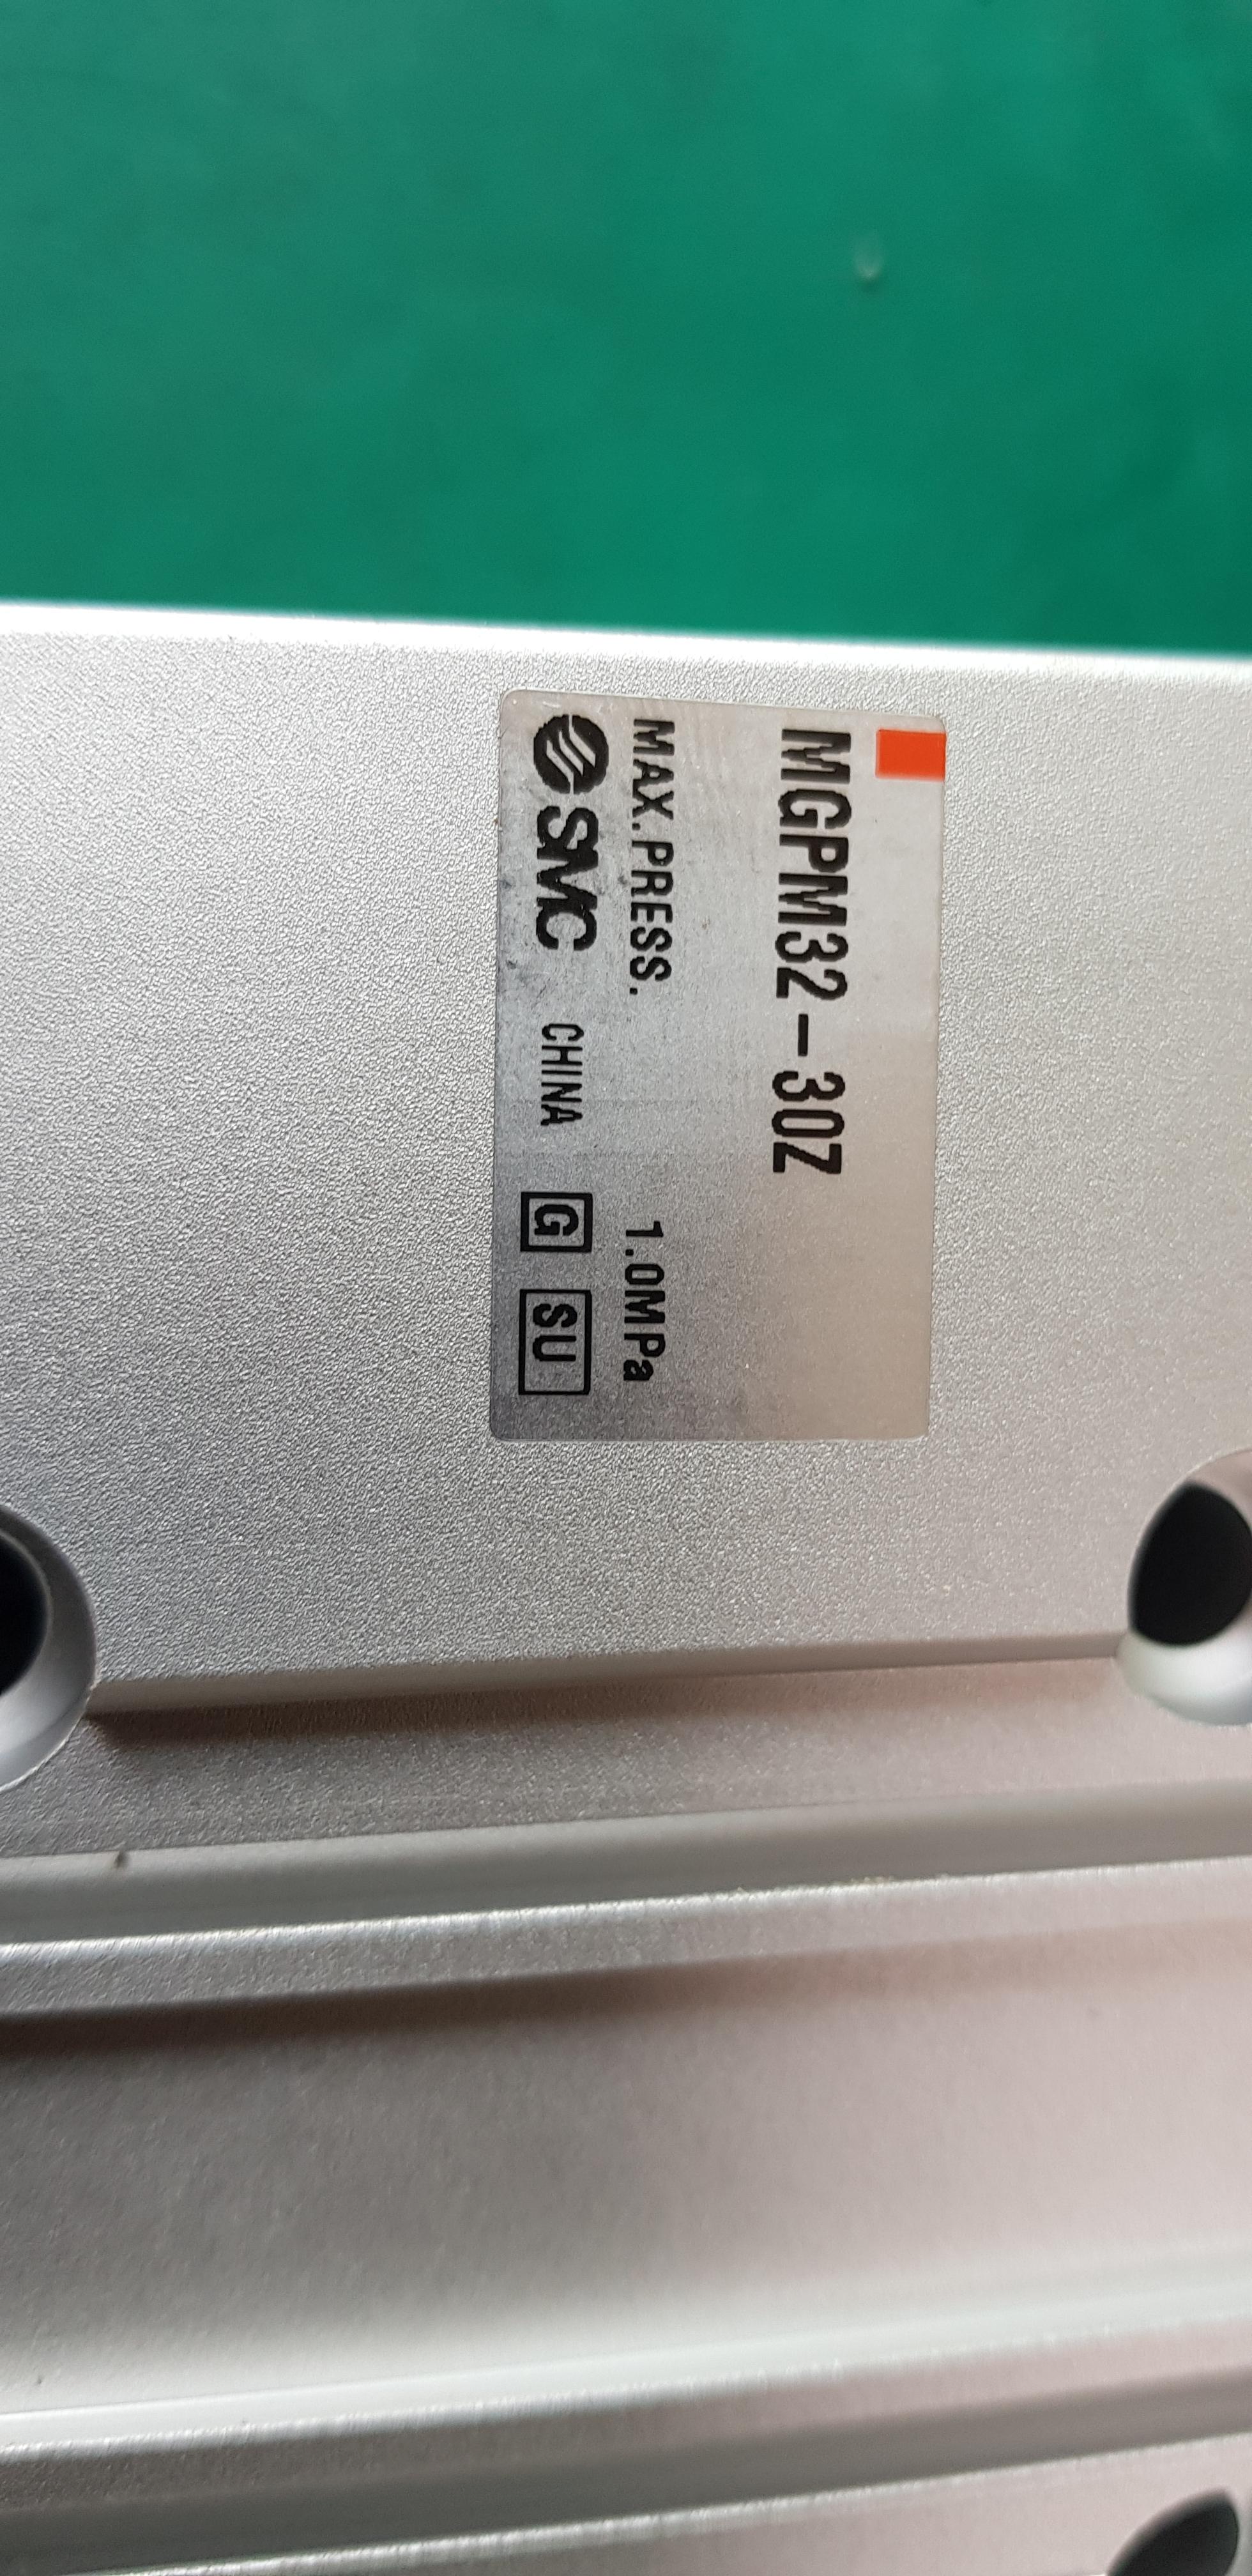 MGPM32-30Z
MAX.PRESS. 1.0MPa
SMC CHINA G SU